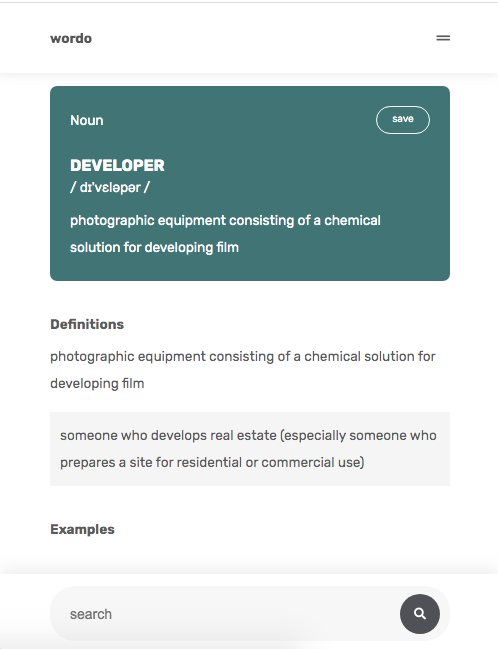 wordo
Noun
save
DEVELOPER
/ dɪ'vɛləpər /
photographic equipment consisting of a chemical
solution for developing film
Definitions
photographic equipment consisting of a chemical solution for
developing film
someone who develops real estate (especially someone who
prepares a site for residential or commercial use)
Examples
search